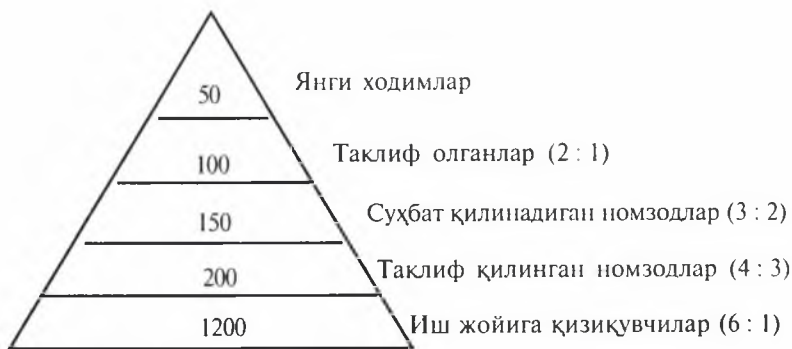 50 Янги ходимлар
100 Таклиф олганлар (2 : 1)
150 Суҳбат қилинадиган номзодлар (3 : 2)
200 Таклиф қилинган номзодлар (4 : 3)
1200 Иш жойига қизиқувчилар (6 : 1)